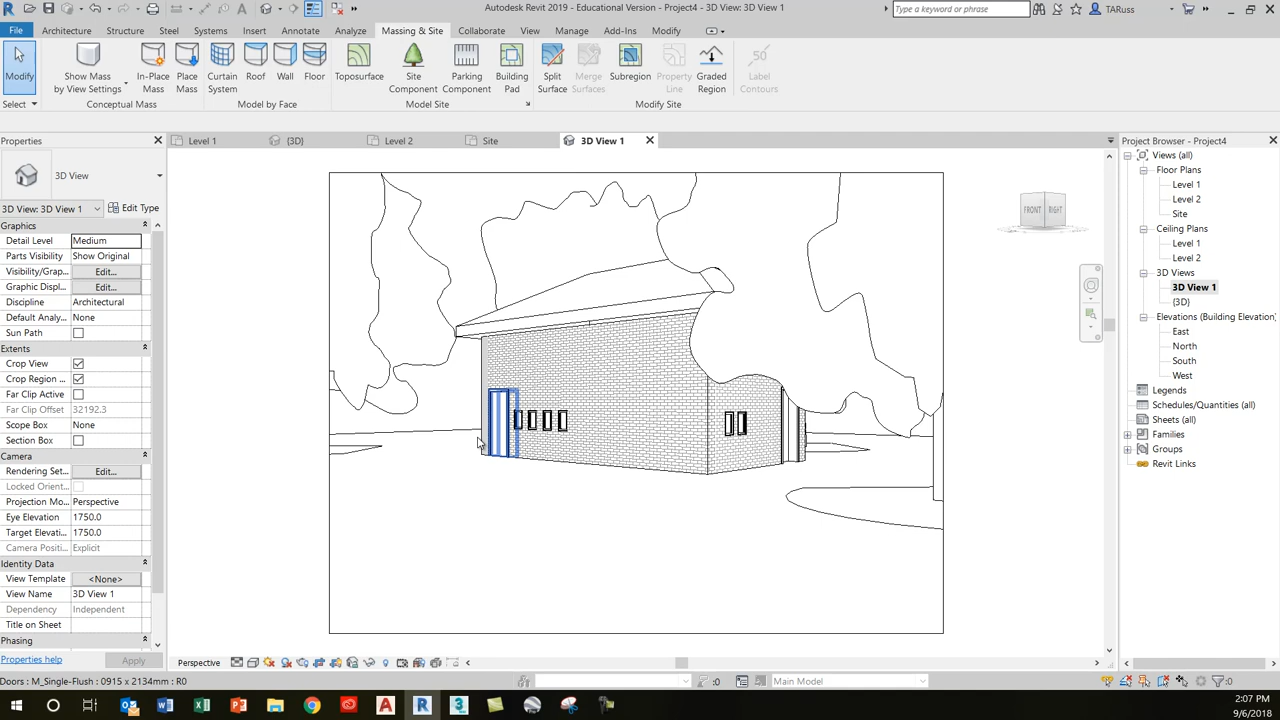 Autodesk Revit 2019 - Educational Version - Project4 - 3D View: 3D View 1
Type a keyword or phrase
TARuss
File
Architecture
Structure
Steel
Systems
Insert
Annotate
Analyze
Massing & Site
Collaborate
View
Manage
Add-Ins
Modify
Modify
Show Mass
by View Settings
In-Place
Mass
Place
Mass
Curtain
System
Roof
Wall
Floor
Toposurface
Site
Component
Parking
Component
Building
Pad
Split
Surface
Merge
Surfaces
Subregion
Property
Line
Graded
Region
Label
Contours
Select
Conceptual Mass
Model by Face
Model Site
Modify Site
Properties
Level 1
{3D}
Level 2
Site
3D View 1
Project Browser - Project4
3D View
3D View: 3D View 1
Edit Type
Graphics
Detail Level
Medium
Parts Visibility
Show Original
Visibility/Grap...
Edit...
Graphic Displ...
Edit...
Discipline
Architectural
Default Analy...
None
Sun Path
Extents
Crop View
Crop Region ...
Far Clip Active
Far Clip Offset
32192.3
Scope Box
None
Section Box
Camera
Rendering Set...
Edit...
Locked Orient...
Projection Mo...
Perspective
Eye Elevation
1750.0
Target Elevati...
1750.0
Camera Positi...
Explicit
Identity Data
View Template
<None>
View Name
3D View 1
Dependency
Independent
Title on Sheet
Phasing
Properties help
Apply
FRONT
RIGHT
Views (all)
Floor Plans
Level 1
Level 2
Site
Ceiling Plans
Level 1
Level 2
3D Views
3D View 1
{3D}
Elevations (Building Elevation)
East
North
South
West
Legends
Schedules/Quantities (all)
Sheets (all)
Families
Groups
Revit Links
Perspective
Doors : M_Single-Flush : 0915 x 2134mm : R0
:0
Main Model
:0
2:07 PM
9/6/2018